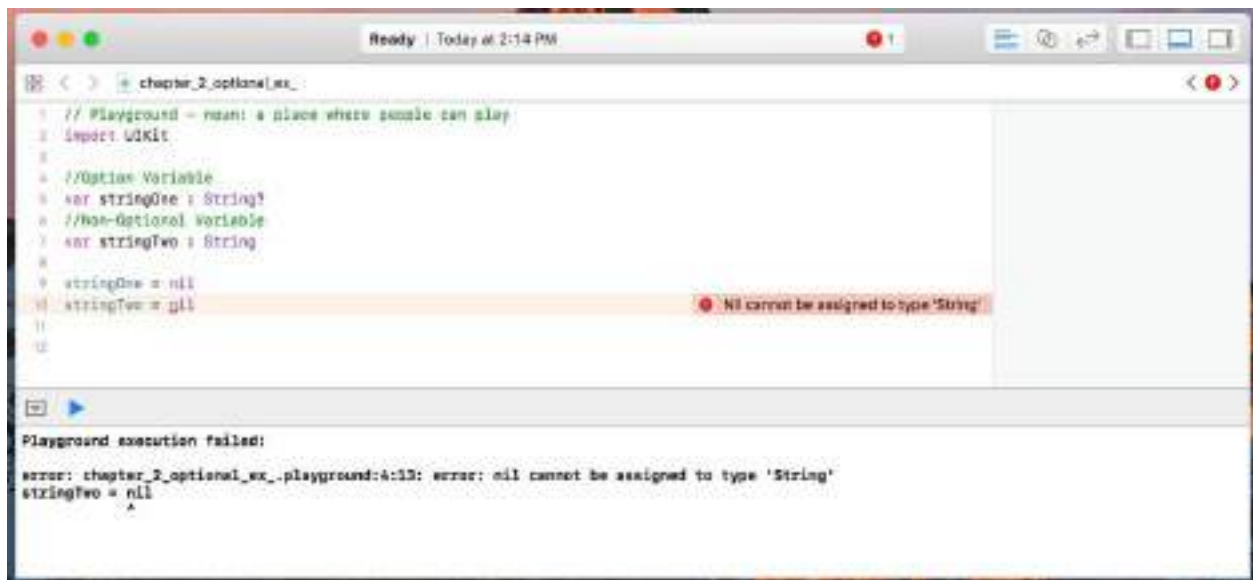 Ready | Today at 2:14 PM
1
chapter_2_optional_ex_
1 // Playground - noun: a place where people can play
2 import UIKit
3
4 //Option Variable
5 var stringOne : String?
6 //Non-Optional Variable
7 var stringTwo : String
8
9 stringOne = nil
10 stringTwo = nil
Nil cannot be assigned to type 'String'
11
12
Playground execution failed:
error: chapter_2_optional_ex_.playground:4:13: error: nil cannot be assigned to type 'String'
stringTwo = nil
^